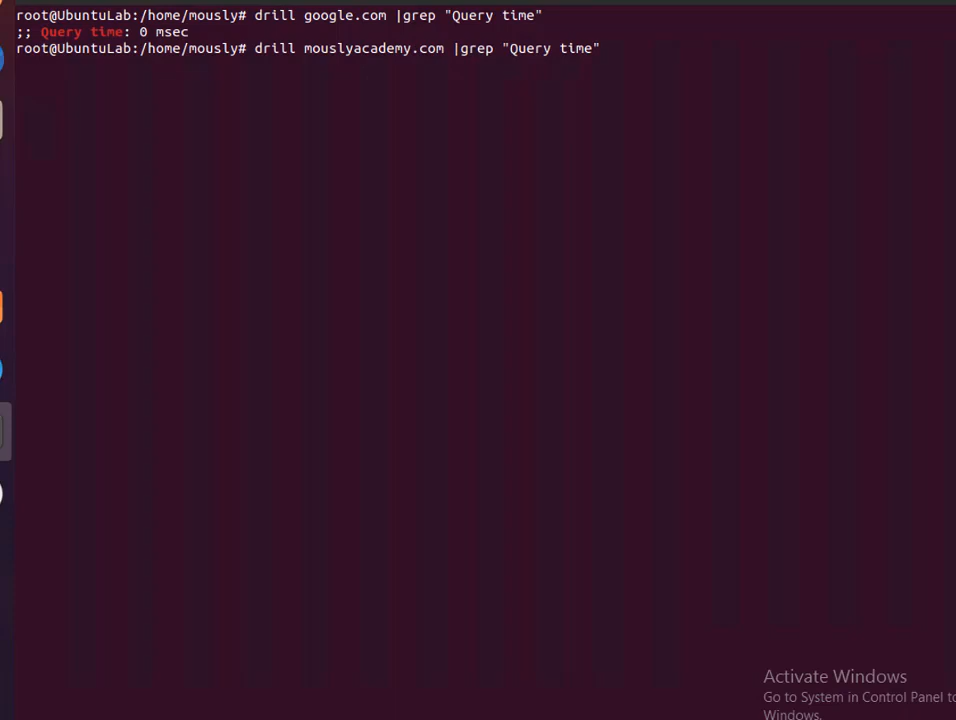 root@UbuntuLab:/home/mously# drill google.com |grep "Query time"
;; Query time: 0 msec
root@UbuntuLab:/home/mously# drill mouslyacademy.com |grep "Query time"
Activate Windows
Go to System in Control Panel to
Windows.